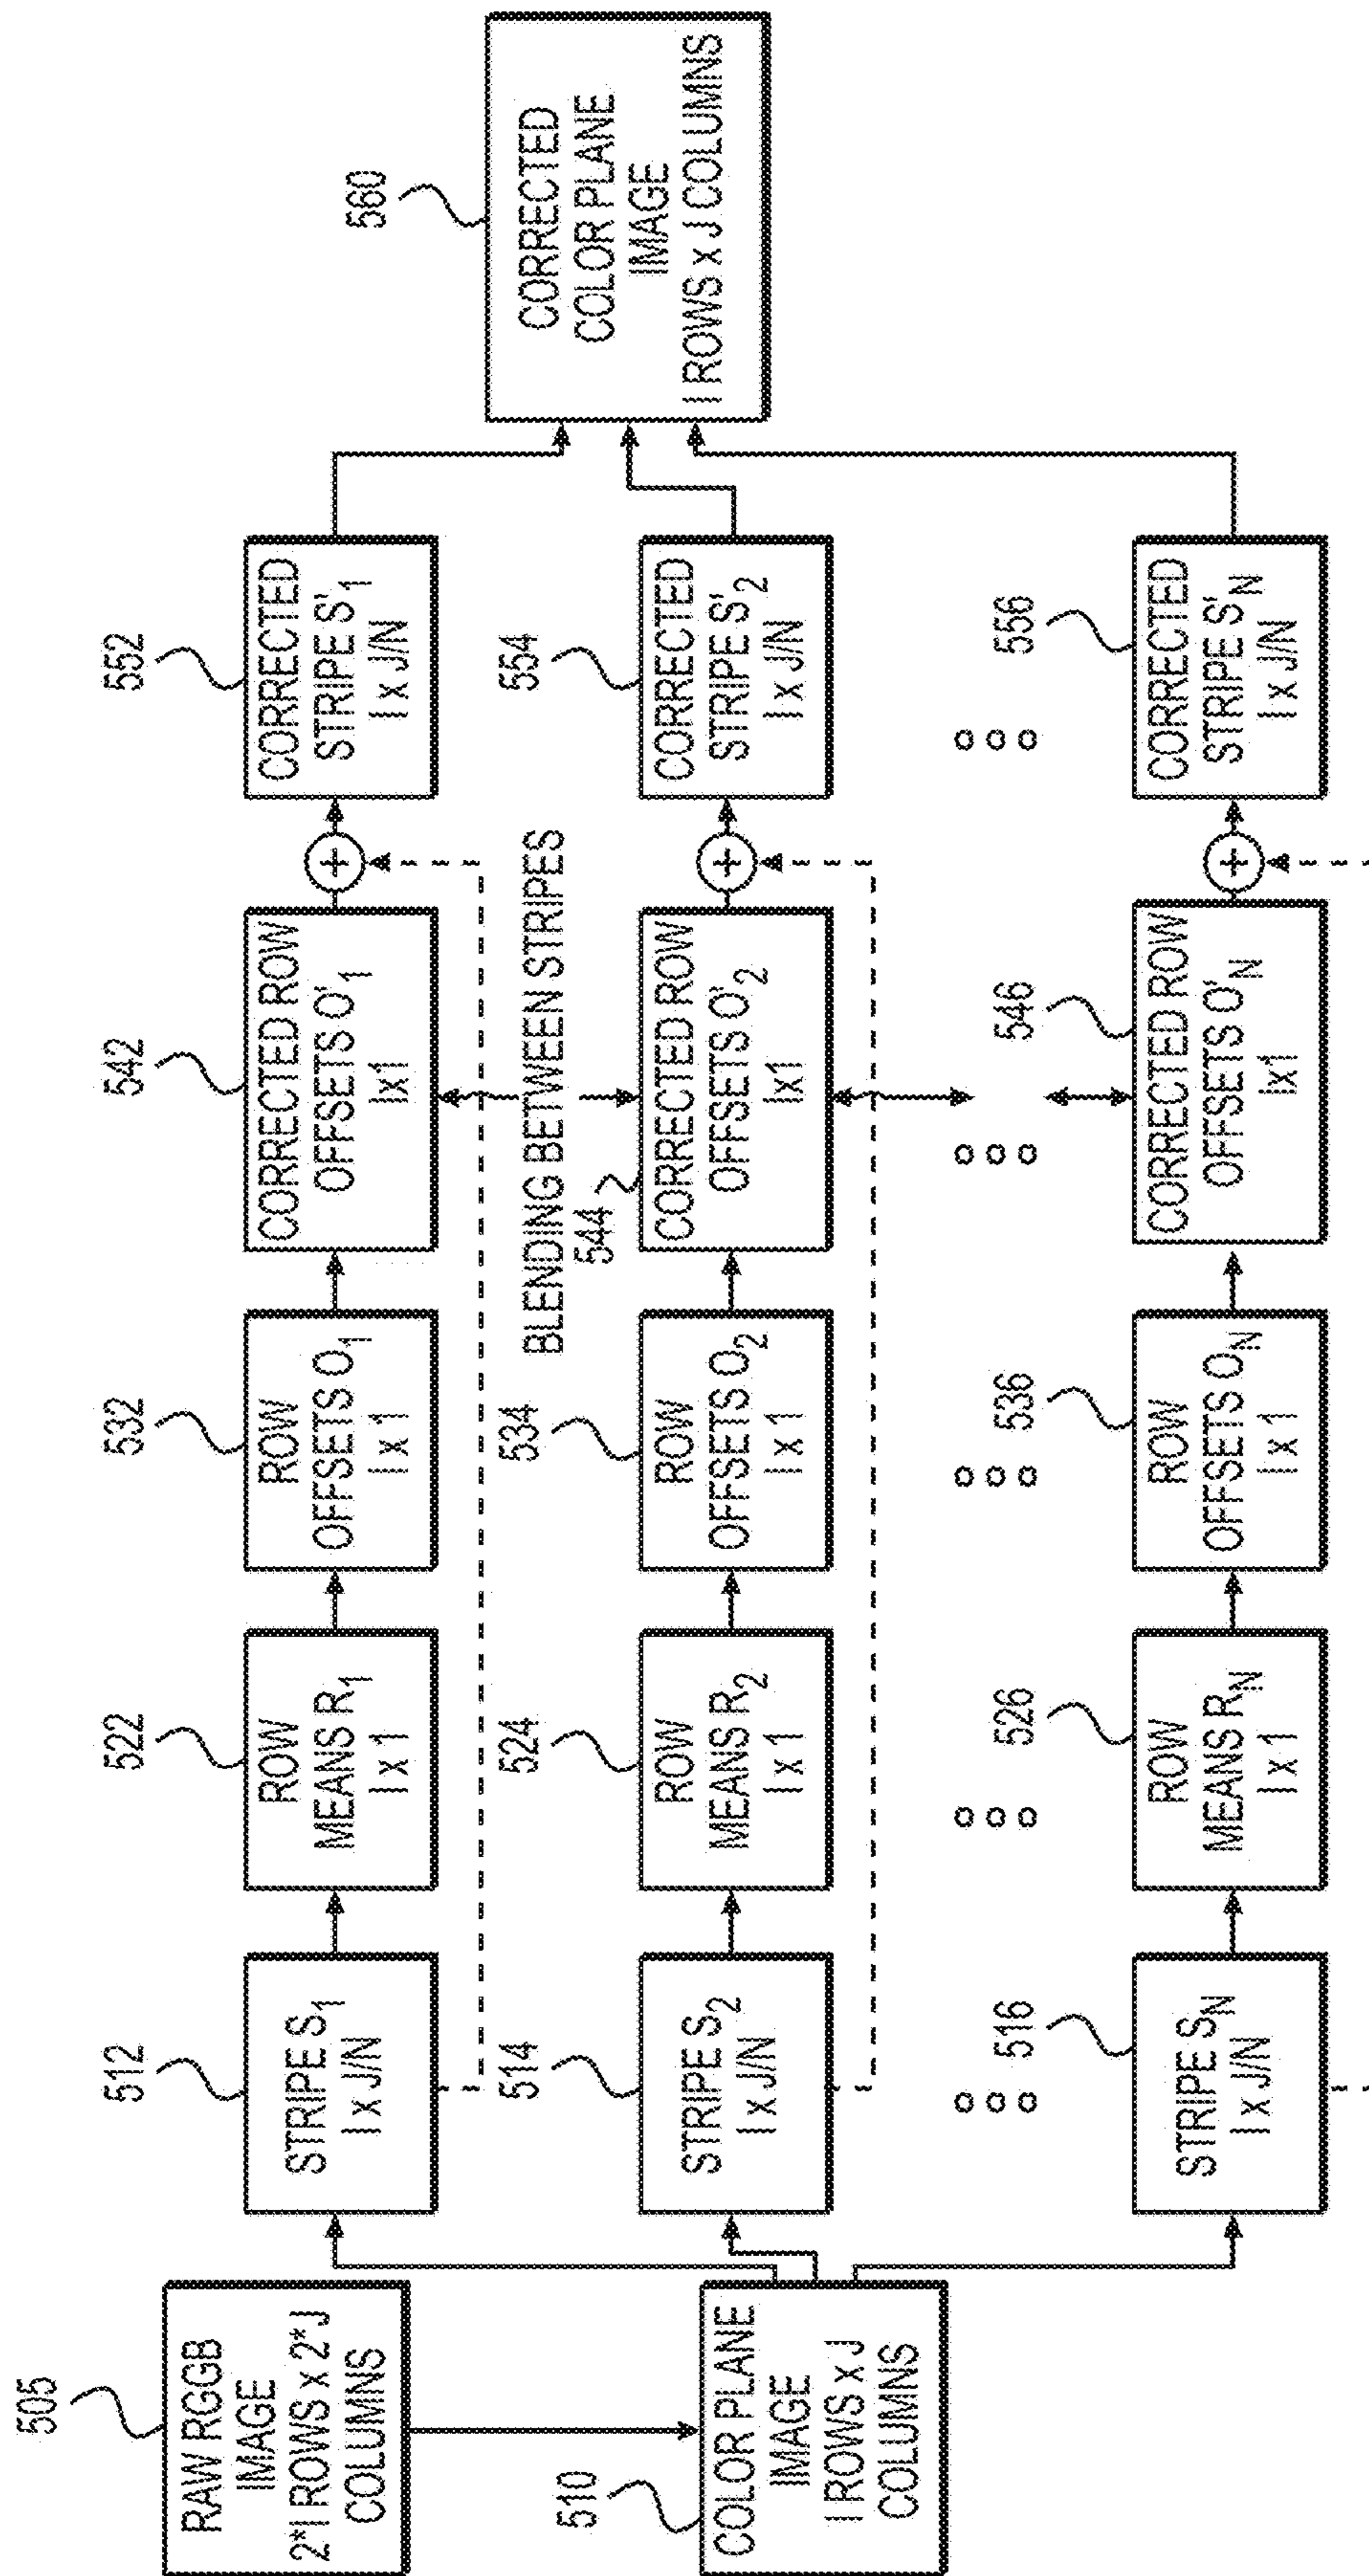 505
RAW RGGB
IMAGE
2*I ROWS x 2*J
COLUMNS
510
COLOR PLANE
IMAGE
I ROWS x J
COLUMNS
512
STRIPE S1
I x J/N
522
ROW
MEANS R1
I x 1
532
ROW
OFFSETS O1
I x 1
542
CORRECTED ROW
OFFSETS O'1
Ix1
552
CORRECTED
STRIPE S'1
I x J/N
BLENDING BETWEEN STRIPES
514
STRIPE S2
I x J/N
524
ROW
MEANS R2
I x 1
534
ROW
OFFSETS O2
I x 1
544
CORRECTED ROW
OFFSETS O'2
Ix1
554
CORRECTED
STRIPE S'2
I x J/N
516
STRIPE SN
I x J/N
526
ROW
MEANS RN
I x 1
536
ROW
OFFSETS ON
I x 1
546
CORRECTED ROW
OFFSETS O'N
Ix1
556
CORRECTED
STRIPE S'N
I x J/N
560
CORRECTED
COLOR PLANE
IMAGE
I ROWS x J COLUMNS